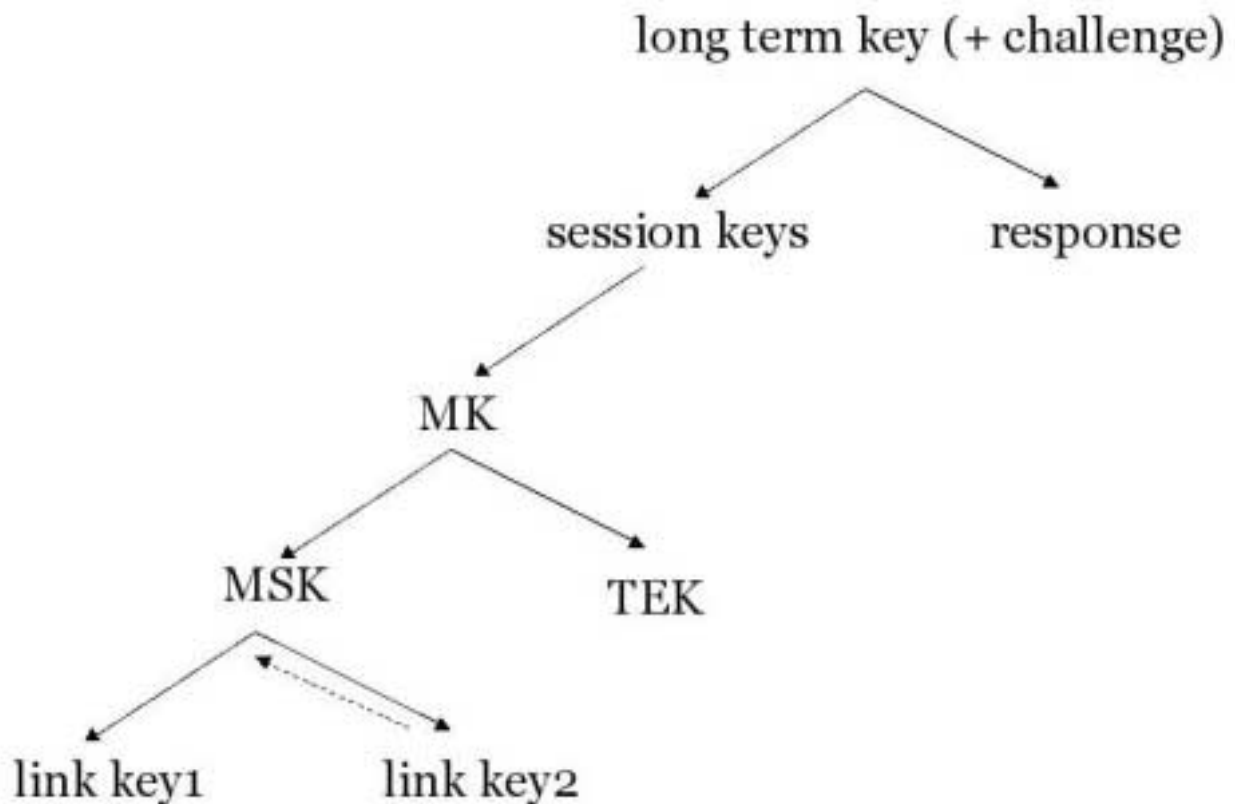 long term key (+ challenge)
session keys
response
MK
MSK
TEK
link key1
link key2